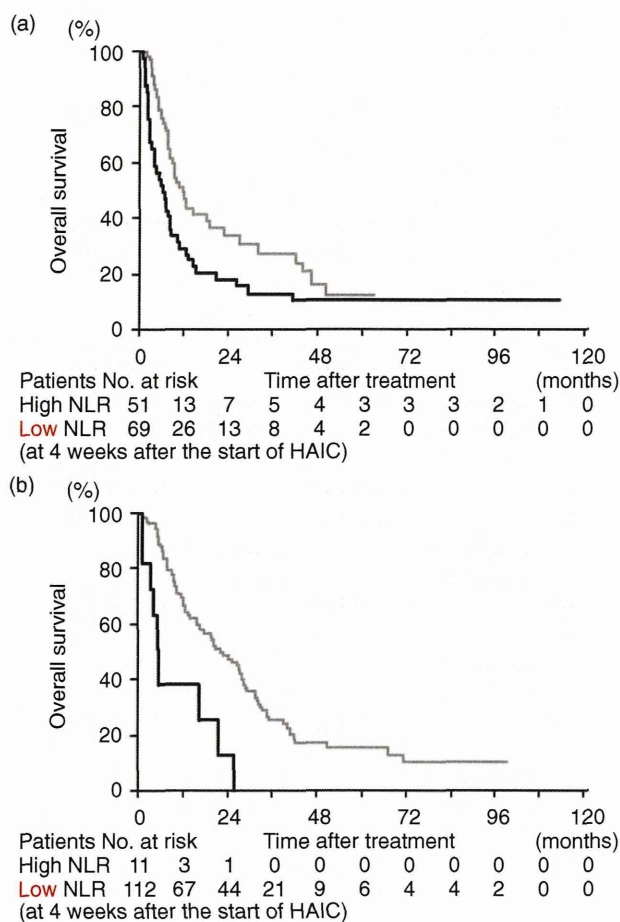 (a) (%)
100
80
60
40
20
0
Overall survival
0 24 48 72 96 120
Patients No. at risk Time after treatment (months)
High NLR 51 13 7 5 4 3 3 3 2 1 0
Low NLR 69 26 13 8 4 2 0 0 0 0 0
(at 4 weeks after the start of HAIC)
(b) (%)
100
80
60
40
20
0
Overall survival
0 24 48 72 96 120
Patients No. at risk Time after treatment (months)
High NLR 11 3 1 0 0 0 0 0 0 0 0
Low NLR 112 67 44 21 9 6 4 4 2 0 0
(at 4 weeks after the start of HAIC)